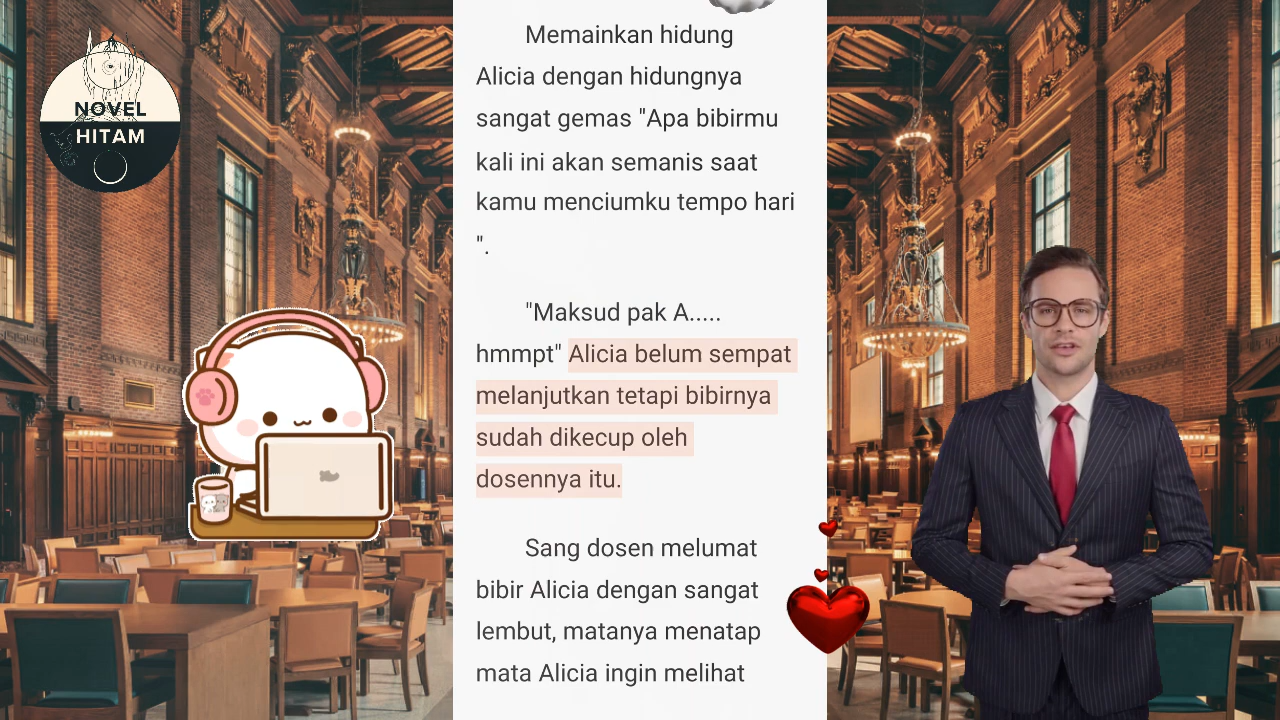 NOVEL
HITAM
Memainkan hidung
Alicia dengan hidungnya
sangat gemas "Apa bibirmu
kali ini akan semanis saat
kamu menciumku tempo hari
".
"Maksud pak A.....
hmmpt" Alicia belum sempat
melanjutkan tetapi bibirnya
sudah dikecup oleh
dosennya itu.
Sang dosen melumat
bibir Alicia dengan sangat
lembut, matanya menatap
mata Alicia ingin melihat